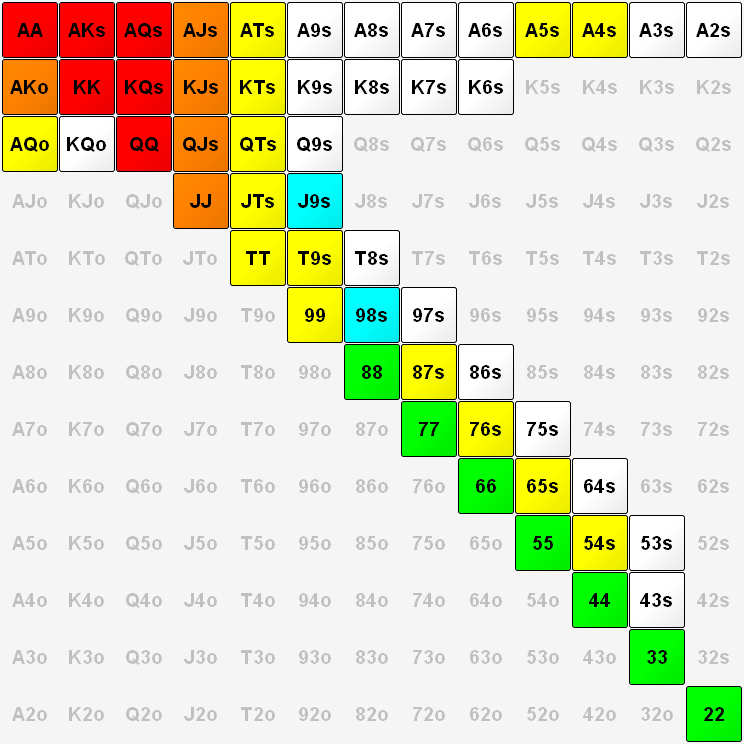 AA AKs AQs AJs ATs A9s A8s A7s A6s A5s A4s A3s A2s
AKo KK KQs KJs KTs K9s K8s K7s K6s K5s K4s K3s K2s
AQo KQo QQ QJs QTs Q9s Q8s Q7s Q6s Q5s Q4s Q3s Q2s
AJo KJo QJo JJ JTs J9s J8s J7s J6s J5s J4s J3s J2s
ATo KTo QTo JTo TT T9s T8s T7s T6s T5s T4s T3s T2s
A9o K9o Q9o J9o T9o 99 98s 97s 96s 95s 94s 93s 92s
A8o K8o Q8o J8o T8o 98o 88 87s 86s 85s 84s 83s 82s
A7o K7o Q7o J7o T7o 97o 87o 77 76s 75s 74s 73s 72s
A6o K6o Q6o J6o T6o 96o 86o 76o 66 65s 64s 63s 62s
A5o K5o Q5o J5o T5o 95o 85o 75o 65o 55 54s 53s 52s
A4o K4o Q4o J4o T4o 94o 84o 74o 64o 54o 44 43s 42s
A3o K3o Q3o J3o T3o 93o 83o 73o 63o 53o 43o 33 32s
A2o K2o Q2o J2o T2o 92o 82o 72o 62o 52o 42o 32o 22